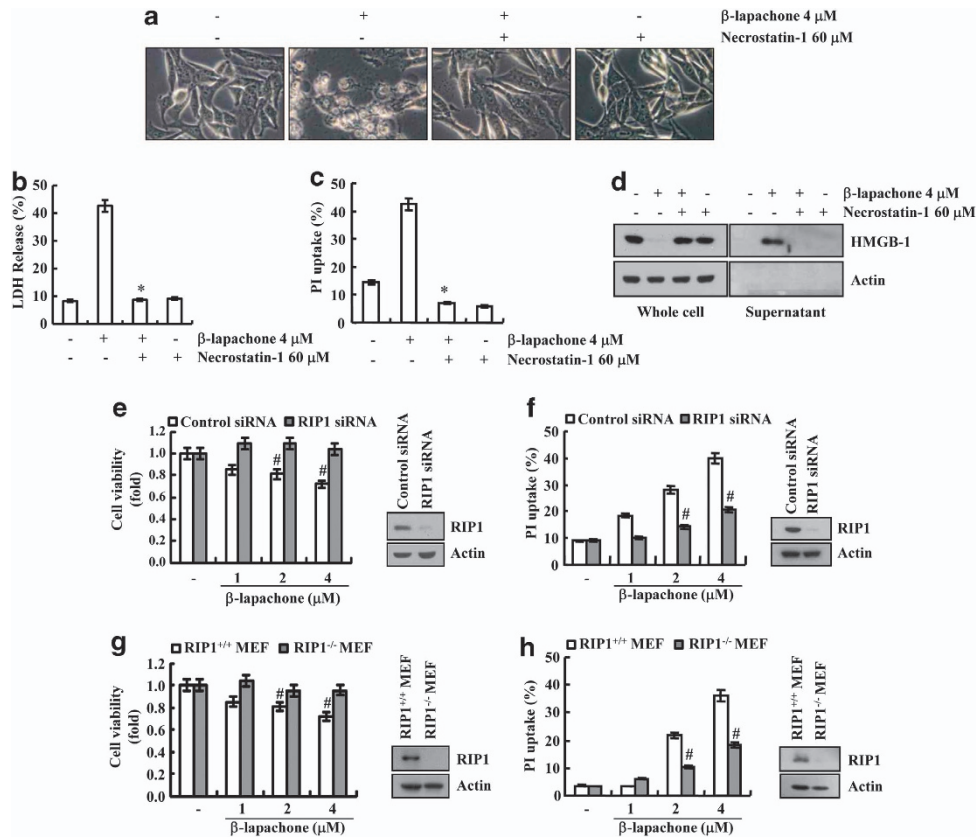 a
- + + - β-lapachone 4 μM
- - + + Necrostatin-1 60 μM
b
LDH Release (%)
50
40
30
20
10
0
- + + - β-lapachone 4 μM
- - + + Necrostatin-1 60 μM
*
c
PI uptake (%)
50
40
30
20
10
0
*
- + + -
- - + +
d
- + + - - + + - β-lapachone 4 μM
- - + + - - + + Necrostatin-1 60 μM
HMGB-1
Actin
Whole cell Supernatant
e
Control siRNA RIP1 siRNA
Cell viability
(fold)
1.2
1.0
0.8
0.6
0.4
0.2
0.0
# #
- 1 2 4
β-lapachone (μM)
Control siRNA
RIP1 siRNA
RIP1
Actin
f
Control siRNA RIP1 siRNA
PI uptake (%)
50
40
30
20
10
0
# #
- 1 2 4
β-lapachone (μM)
Control siRNA
RIP1 siRNA
RIP1
Actin
g
RIP1+/+ MEF RIP1-/- MEF
Cell viability
(fold)
1.2
1.0
0.8
0.6
0.4
0.2
0.0
# #
- 1 2 4
β-lapachone (μM)
RIP1+/+ MEF
RIP1-/- MEF
RIP1
Actin
h
RIP1+/+ MEF RIP1-/- MEF
PI uptake (%)
50
40
30
20
10
0
# #
- 1 2 4
β-lapachone (μM)
RIP1+/+ MEF
RIP1-/- MEF
RIP1
Actin